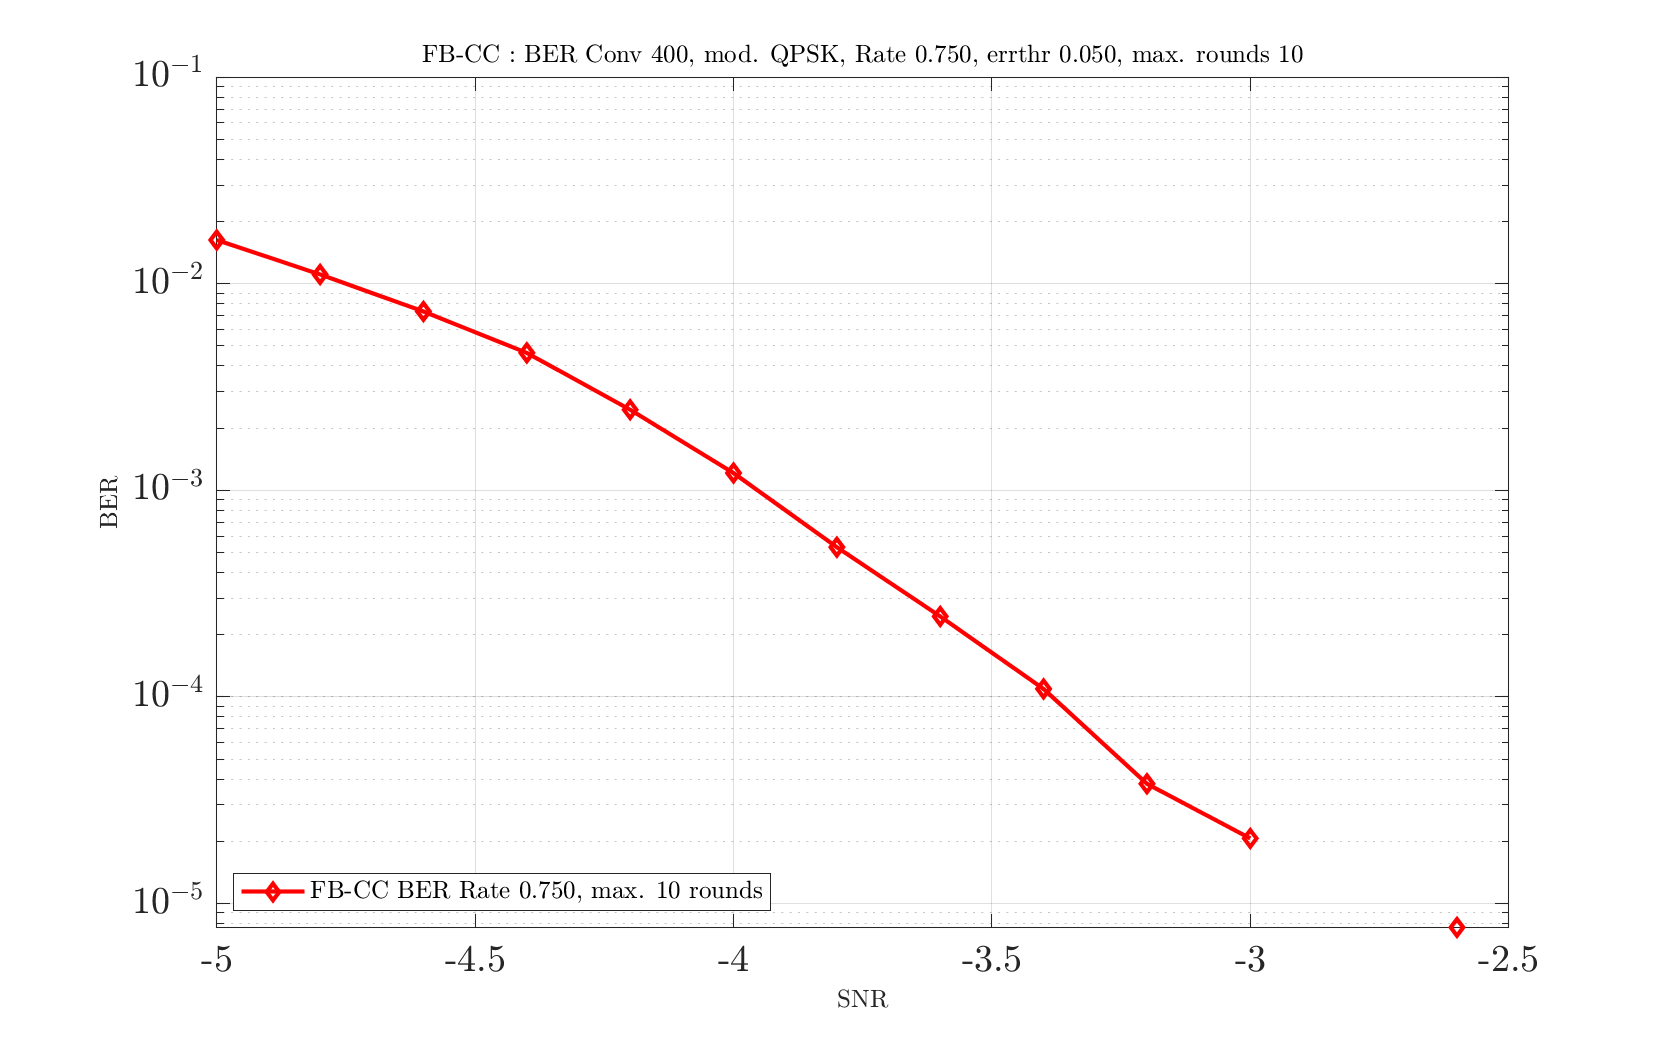 FB-CC : BER Conv 400, mod. QPSK, Rate 0.750, errthr 0.050, max. rounds 10
10^{-1}
10^{-2}
10^{-3}
10^{-4}
10^{-5}
BER
FB-CC BER Rate 0.750, max. 10 rounds
-5 -4.5 -4 -3.5 -3 -2.5
SNR